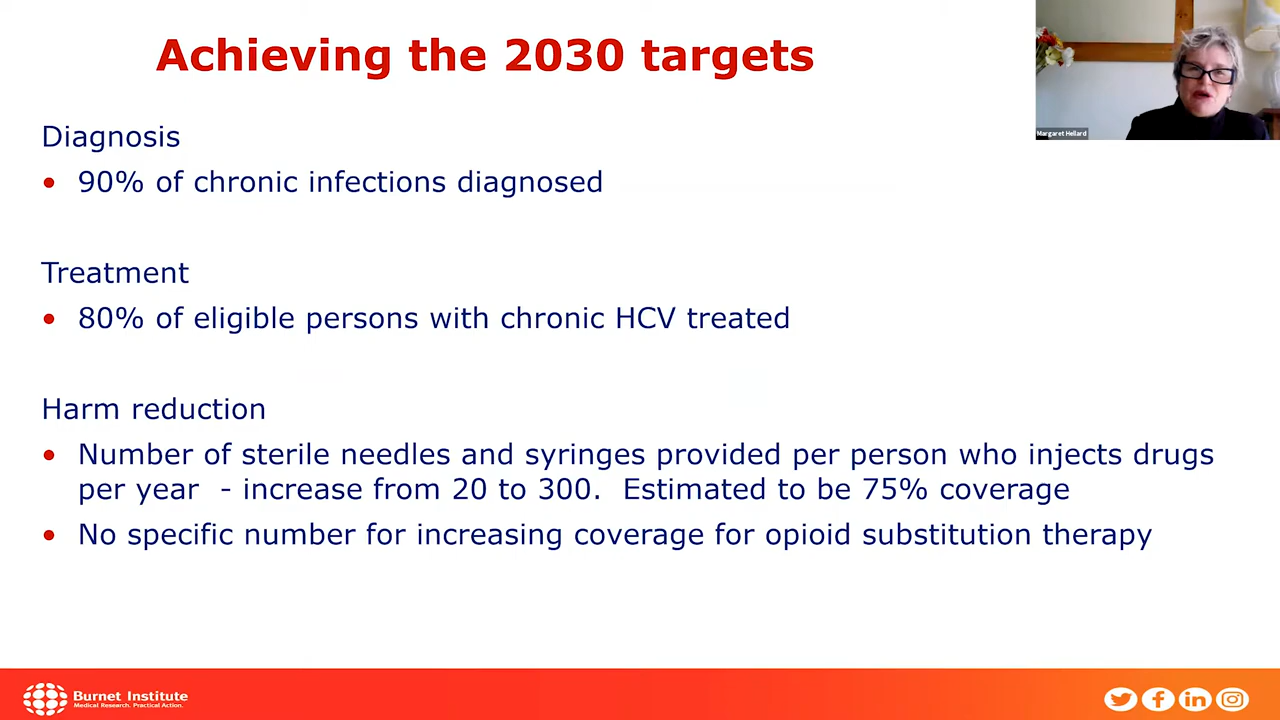 Achieving the 2030 targets
Margaret Hellard
Diagnosis
• 90% of chronic infections diagnosed
Treatment
• 80% of eligible persons with chronic HCV treated
Harm reduction
• Number of sterile needles and syringes provided per person who injects drugs
per year - increase from 20 to 300. Estimated to be 75% coverage
• No specific number for increasing coverage for opioid substitution therapy
Burnet Institute
Medical Research. Practical Action.